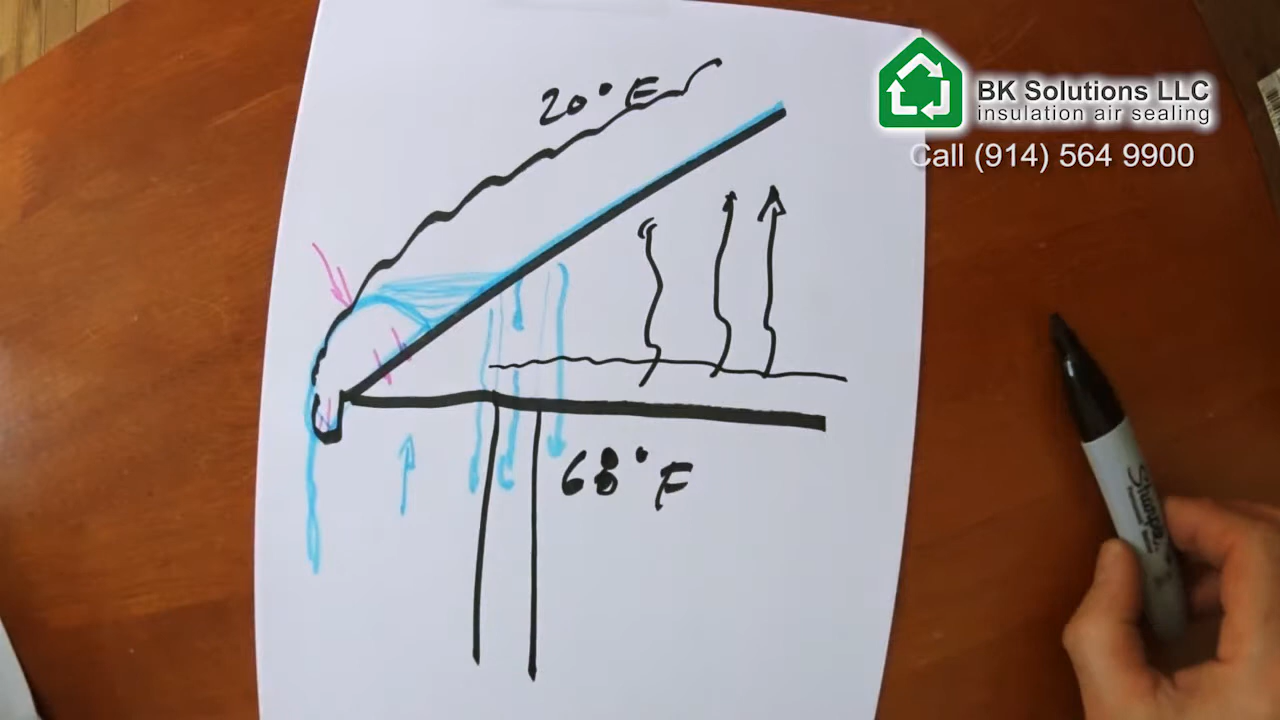 BK Solutions LLC
insulation air sealing
Call (914) 564 9900
20° F
68° F
Sharpie